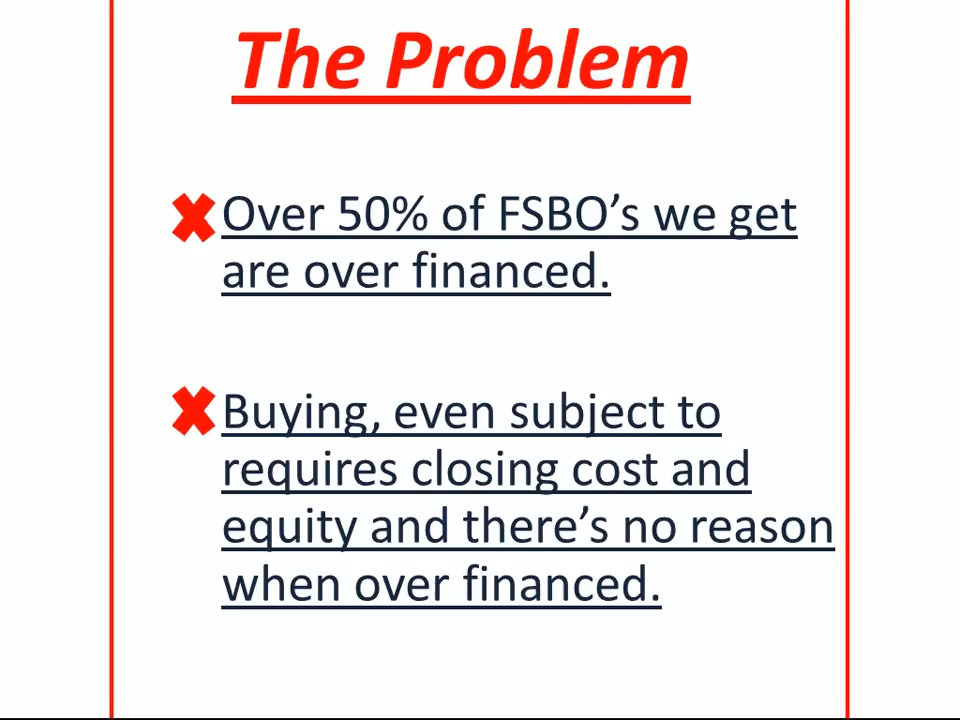 The Problem
Over 50% of FSBO’s we get
are over financed.
Buying, even subject to
requires closing cost and
equity and there’s no reason
when over financed.